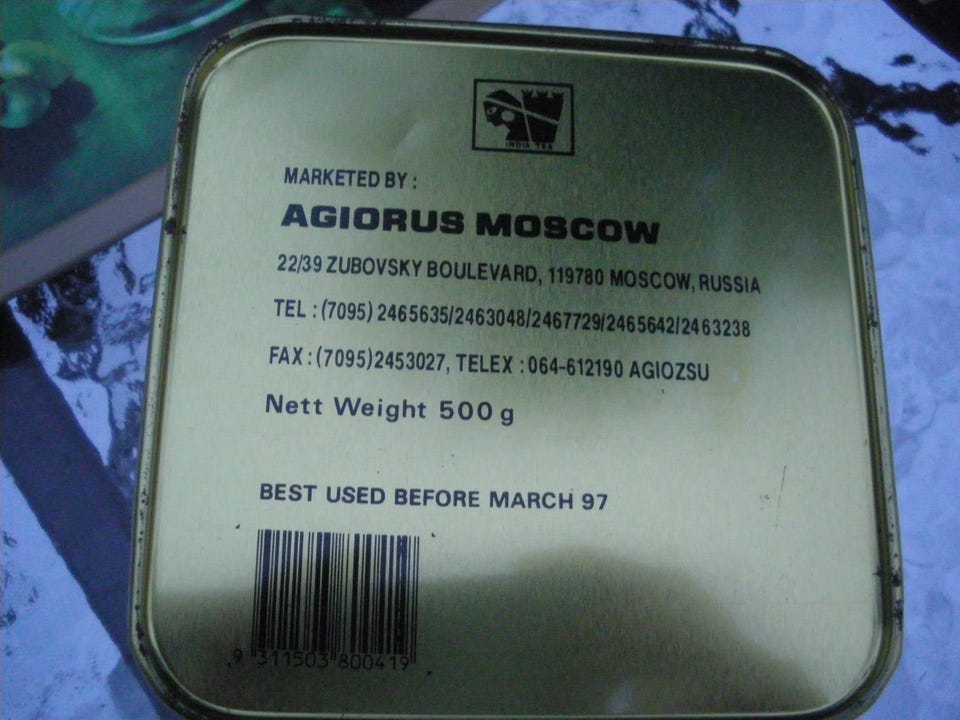 INDIA TEA
MARKETED BY :
AGIORUS MOSCOW
22/39 ZUBOVSKY BOULEVARD, 119780 MOSCOW, RUSSIA
TEL : (7095) 2465635/2463048/2467729/2465642/2463238
FAX : (7095)2453027, TELEX : 064-612190 AGIOZSU
Nett Weight 500 g
BEST USED BEFORE MARCH 97
9 311503 800419